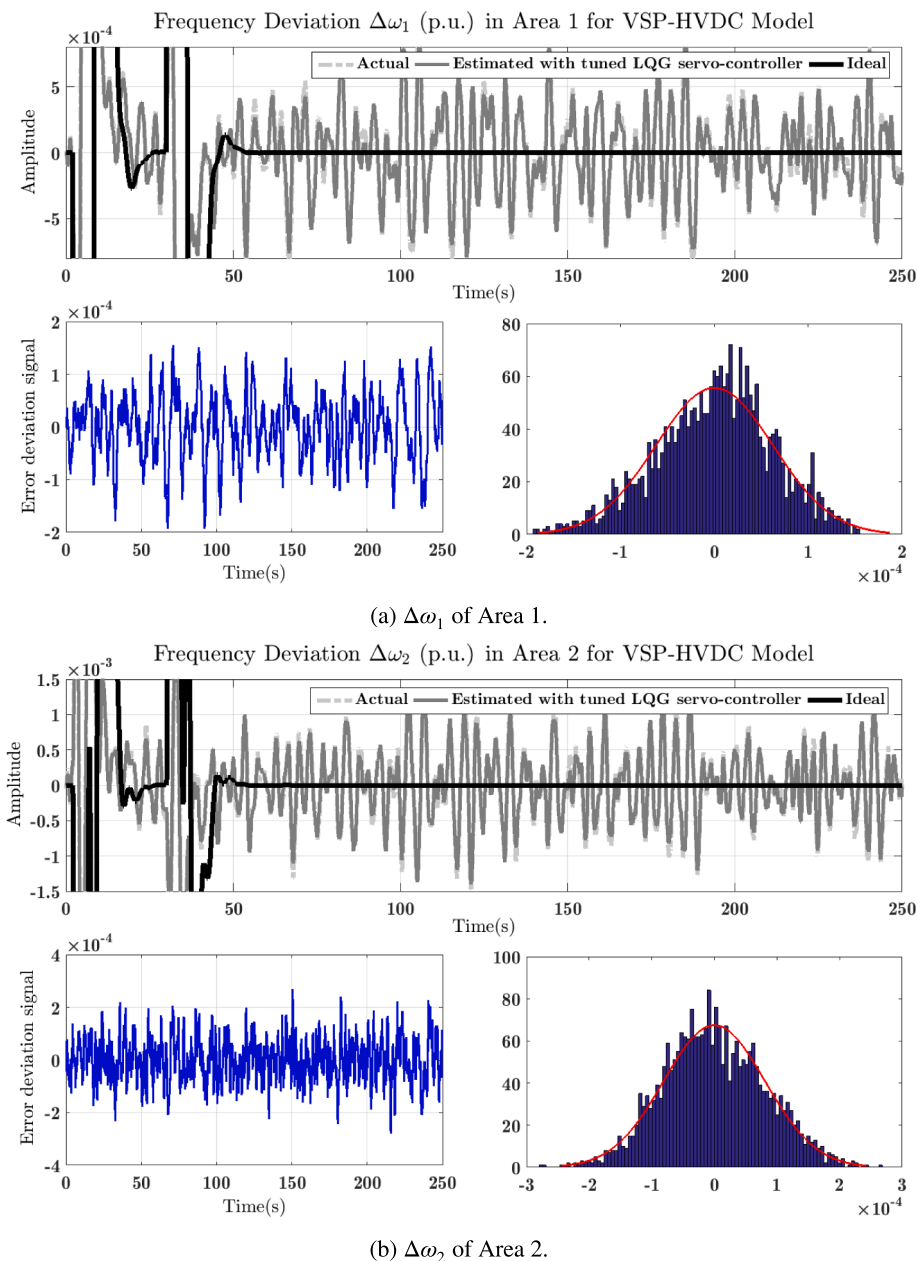 Frequency Deviation Δω₁ (p.u.) in Area 1 for VSP-HVDC Model
×10⁻⁴
Actual Estimated with tuned LQG servo-controller Ideal
Amplitude
5
0
-5
0 50 100 150 200 250
Time(s)
×10⁻⁴
Error deviation signal
2
1
0
-1
-2
0 50 100 150 200 250
Time(s)
80
60
40
20
0
-2 -1 0 1 2
×10⁻⁴
(a) Δω₁ of Area 1.
Frequency Deviation Δω₂ (p.u.) in Area 2 for VSP-HVDC Model
×10⁻³
Actual Estimated with tuned LQG servo-controller Ideal
Amplitude
1.5
1
0.5
0
-0.5
-1
-1.5
0 50 100 150 200 250
Time(s)
×10⁻⁴
Error deviation signal
4
2
0
-2
-4
0 50 100 150 200 250
Time(s)
100
80
60
40
20
0
-3 -2 -1 0 1 2 3
×10⁻⁴
(b) Δω₂ of Area 2.